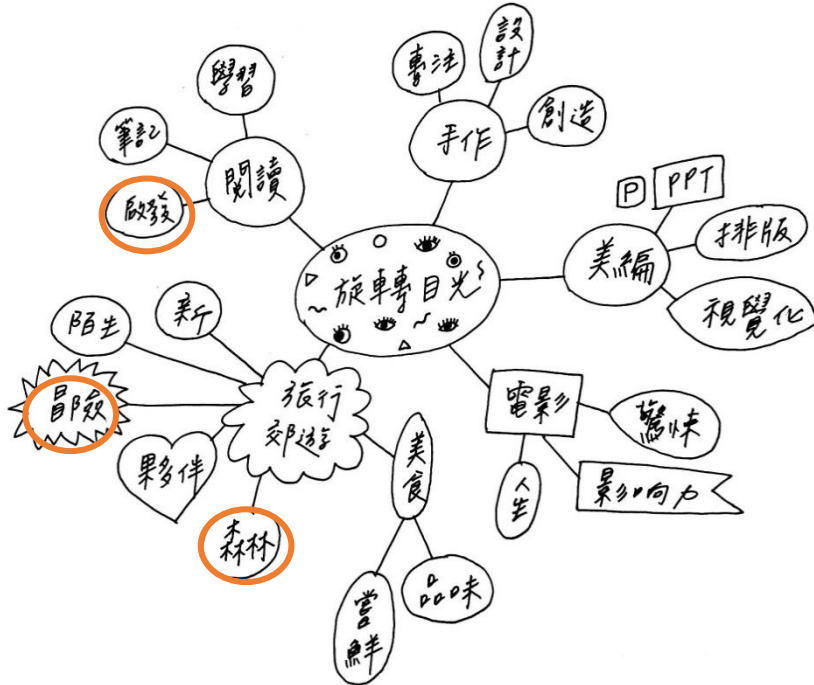 旋轉目光
閱讀
學習
筆記
啟發
手作
專注
設計
創造
美編
P
PPT
排版
視覺化
電影
驚悚
影响力
人生
旅行
郊遊
新
陌生
冒險
夥伴
森林
美食
嘗鮮
品味